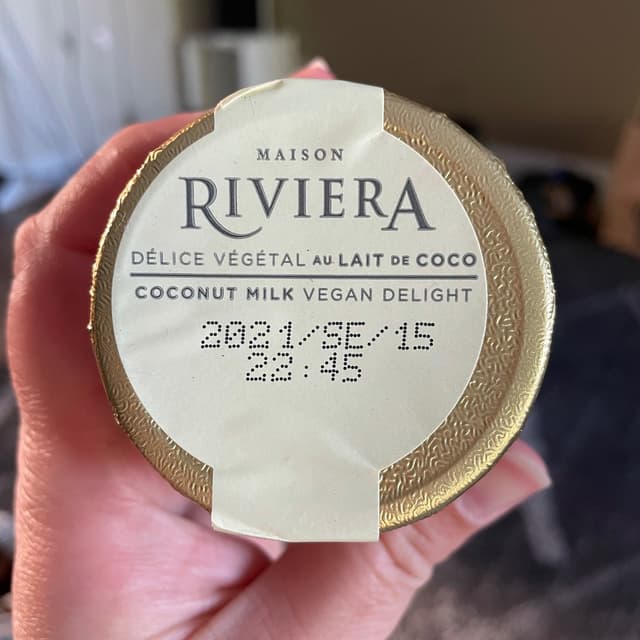 MAISON
RIVIERA
DÉLICE VÉGÉTAL AU LAIT DE COCO
COCONUT MILK VEGAN DELIGHT
2021/SE/15
22:45